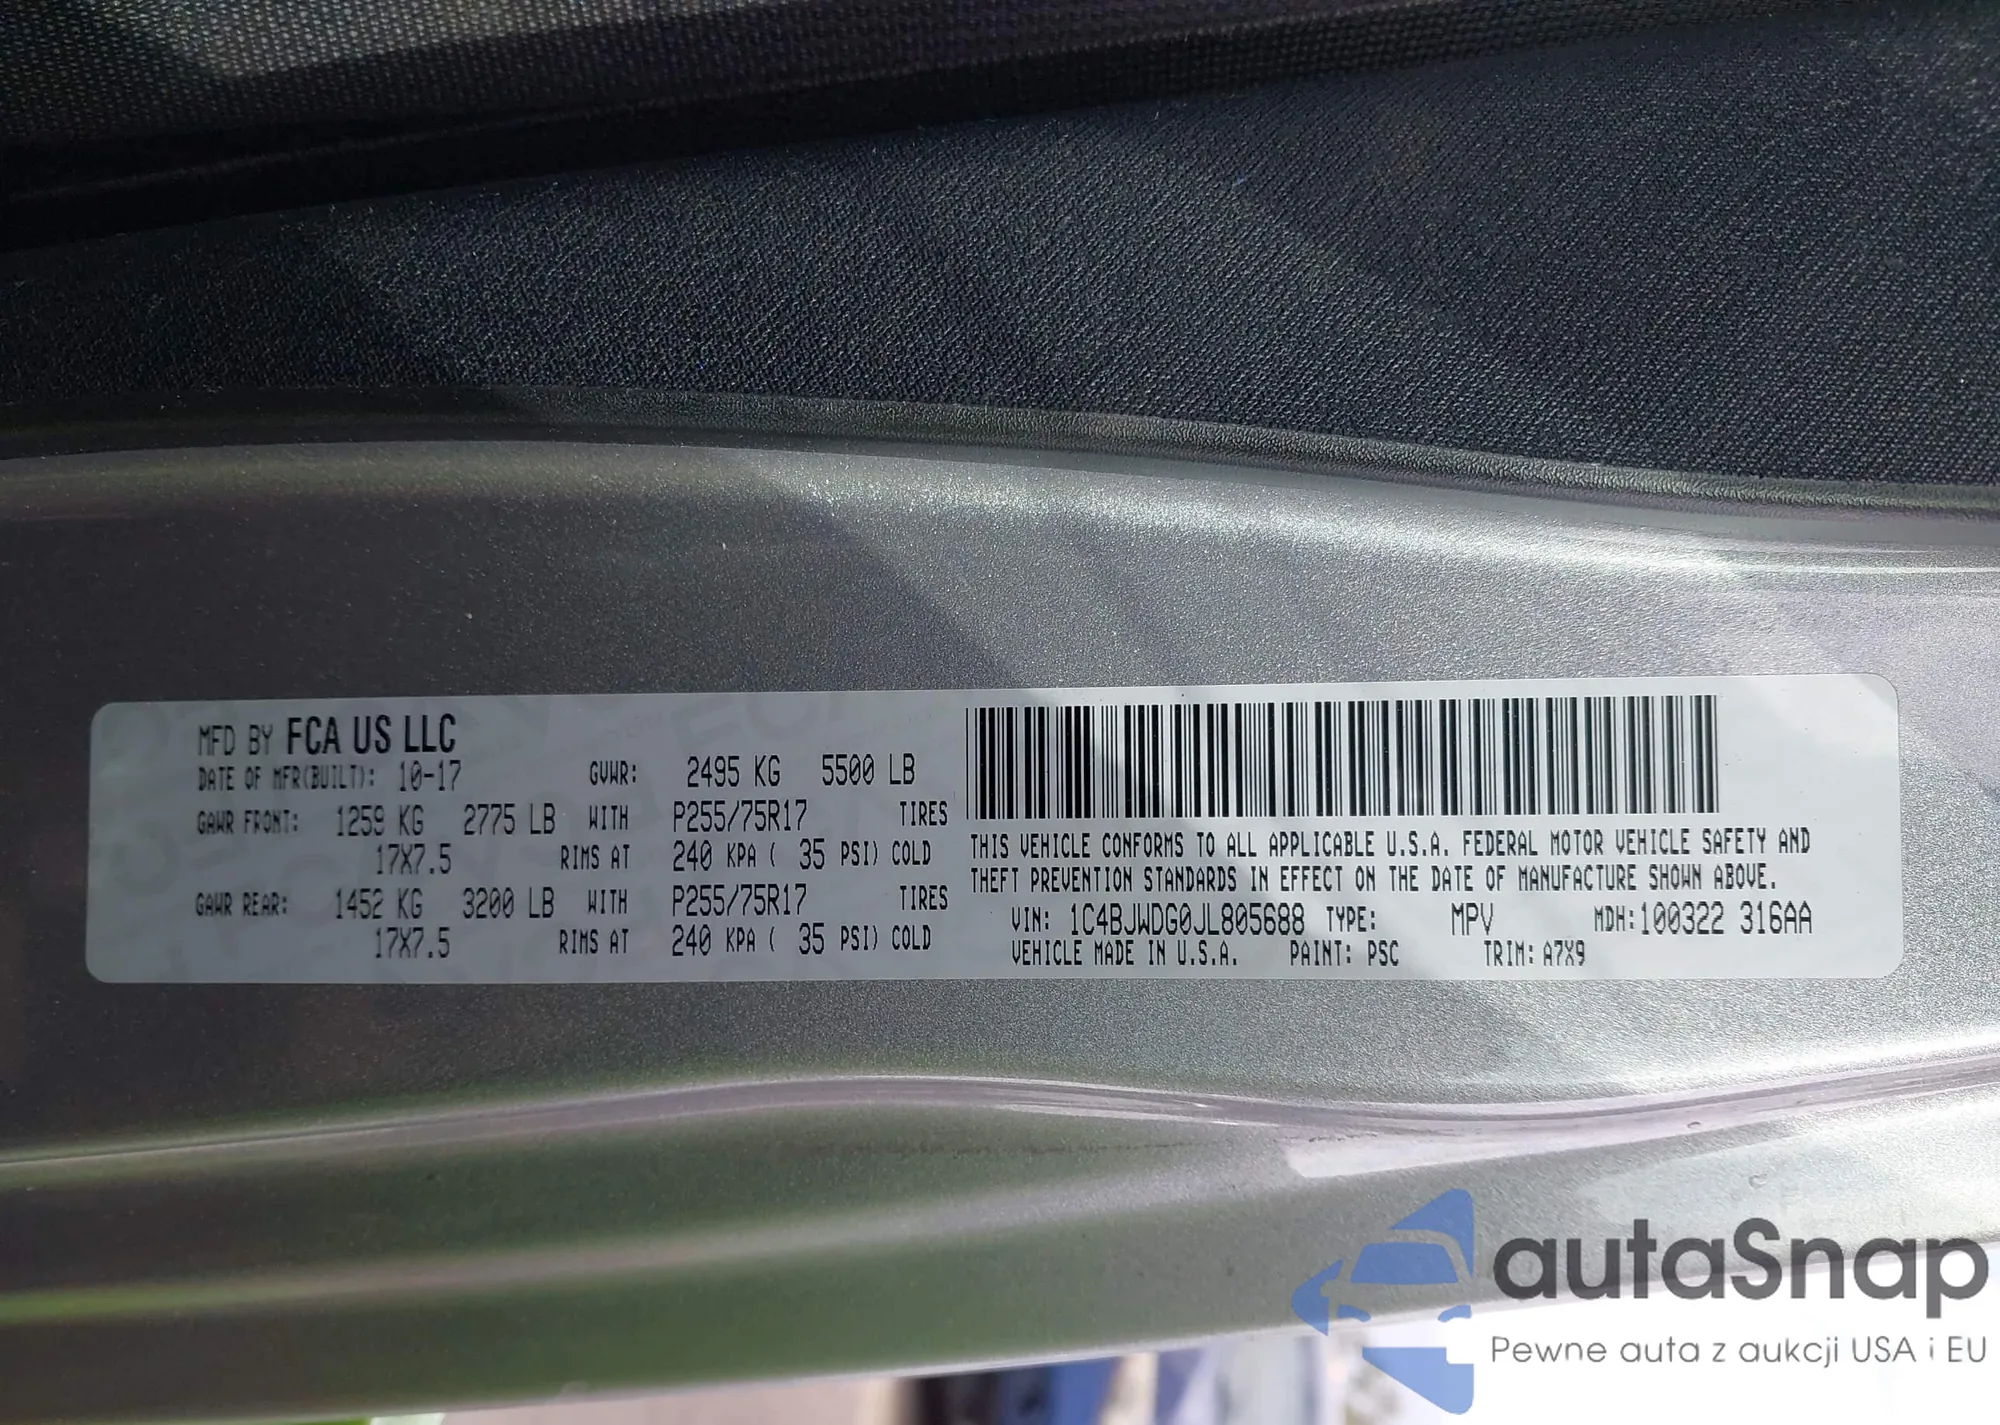 MFD BY FCA US LLC
DATE OF MFR(BUILT): 10-17 GVWR: 2495 KG 5500 LB
GAWR FRONT: 1259 KG 2775 LB WITH P255/75R17 TIRES
17X7.5 RIMS AT 240 KPA ( 35 PSI) COLD
GAWR REAR: 1452 KG 3200 LB WITH P255/75R17 TIRES
17X7.5 RIMS AT 240 KPA ( 35 PSI) COLD
THIS VEHICLE CONFORMS TO ALL APPLICABLE U.S.A. FEDERAL MOTOR VEHICLE SAFETY AND
THEFT PREVENTION STANDARDS IN EFFECT ON THE DATE OF MANUFACTURE SHOWN ABOVE.
VIN: 1C4BJWDG0JL805688 TYPE: MPV MDH:100322 316AA
VEHICLE MADE IN U.S.A. PAINT: PSC TRIM: A7X9
autaSnap
Pewne auta z aukcji USA i EU